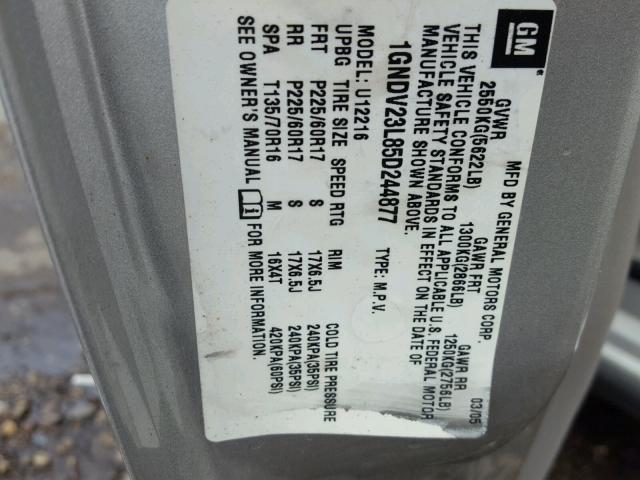 GM
MFD BY GENERAL MOTORS CORP. 03/05
GVWR GAWR FRT GAWR RR
2550KG(5622LB) 1300KG(2866LB) 1250KG(2756LB)
THIS VEHICLE CONFORMS TO ALL APPLICABLE U.S. FEDERAL MOTOR
VEHICLE SAFETY STANDARDS IN EFFECT ON THE DATE OF
MANUFACTURE SHOWN ABOVE.
1GNDV23L85D244877 TYPE: M.P.V.
MODEL: U12216
UPBG TIRE SIZE SPEED RTG RIM COLD TIRE PRESSURE
FRT P225/60R17 S 17X6.5J 240KPA(35PSI)
RR P225/60R17 S 17X6.5J 240KPA(35PSI)
SPA T135/70R16 M 16X4T 420KPA(60PSI)
SEE OWNER'S MANUAL FOR MORE INFORMATION